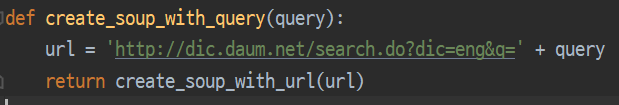 def create_soup_with_query(query):
    url = 'http://dic.daum.net/search.do?dic=eng&q=' + query
    return create_soup_with_url(url)